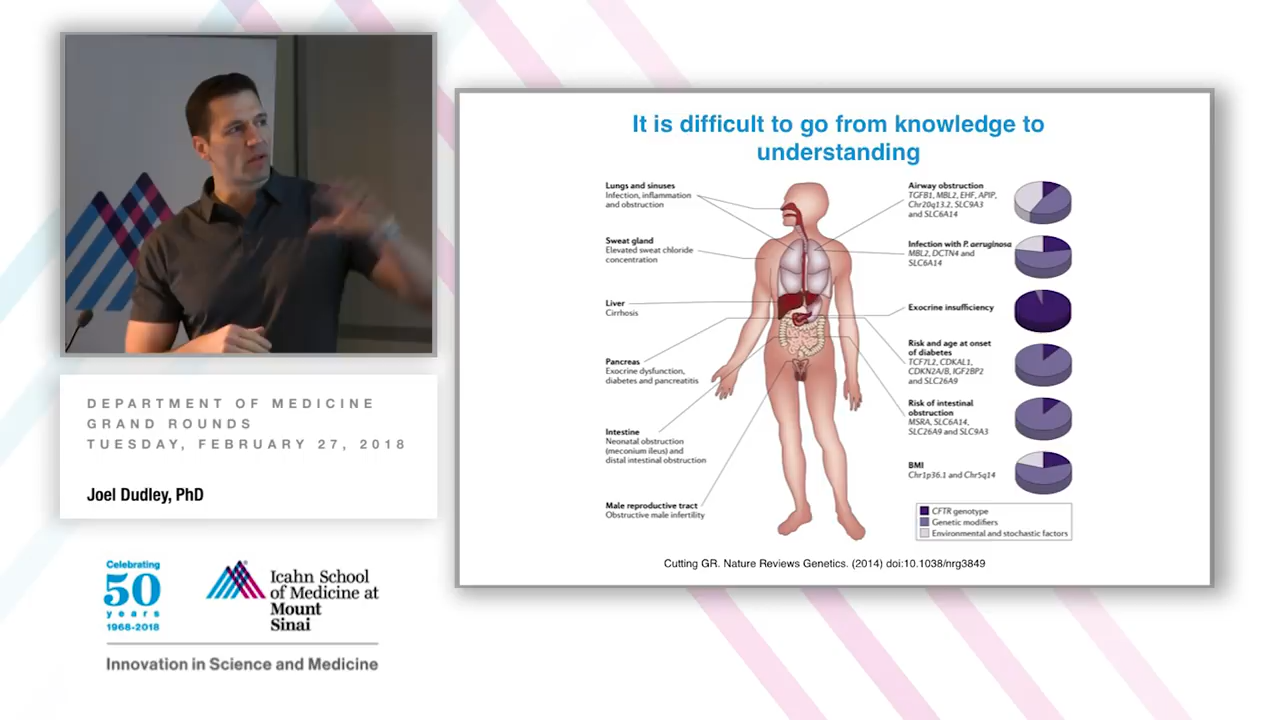 DEPARTMENT OF MEDICINE
GRAND ROUNDS
TUESDAY, FEBRUARY 27, 2018
Joel Dudley, PhD
Celebrating
50
years
1968-2018
Icahn School
of Medicine at
Mount
Sinai
Innovation in Science and Medicine
It is difficult to go from knowledge to
understanding
Lungs and sinuses
Infection, inflammation
and obstruction
Sweat gland
Elevated sweat chloride
concentration
Liver
Cirrhosis
Pancreas
Exocrine dysfunction,
diabetes and pancreatitis
Intestine
Neonatal obstruction
(meconium ileus) and
distal intestinal obstruction
Male reproductive tract
Obstructive male infertility
Airway obstruction
TGFB1, MBL2, EHF, APIP,
Chr20q13.2, SLC9A3
and SLC6A14
Infection with P. aeruginosa
MBL2, DCTN4 and
SLC6A14
Exocrine insufficiency
Risk and age at onset
of diabetes
TCF7L2, CDKAL1,
CDKN2A/B, IGF2BP2
and SLC26A9
Risk of intestinal
obstruction
MSRA, SLC6A14,
SLC26A9 and SLC9A3
BMI
Chr1p36.1 and Chr5q14
CFTR genotype
Genetic modifiers
Environmental and stochastic factors
Cutting GR. Nature Reviews Genetics. (2014) doi:10.1038/nrg3849